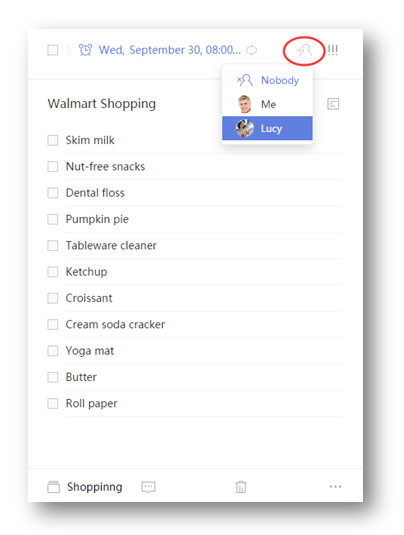 Wed, September 30, 08:00...
Nobody
Me
Lucy
Walmart Shopping
Skim milk
Nut-free snacks
Dental floss
Pumpkin pie
Tableware cleaner
Ketchup
Croissant
Cream soda cracker
Yoga mat
Butter
Roll paper
Shoppinng